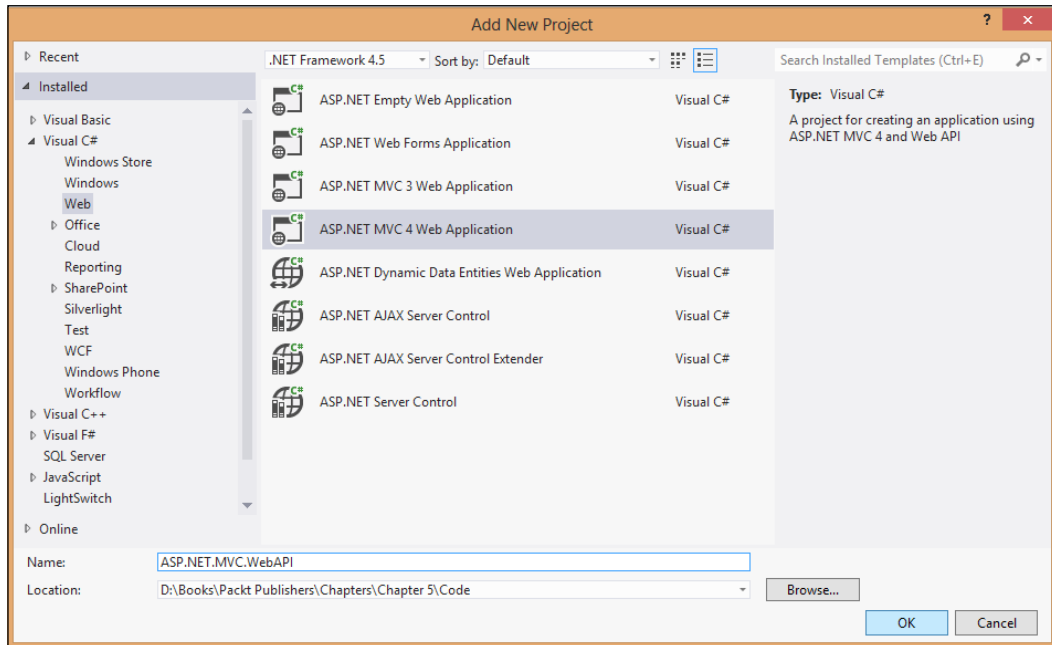 Add New Project
?
Recent
Installed
Visual Basic
Visual C#
Windows Store
Windows
Web
Office
Cloud
Reporting
SharePoint
Silverlight
Test
WCF
Windows Phone
Workflow
Visual C++
Visual F#
SQL Server
JavaScript
LightSwitch
Online
.NET Framework 4.5
Sort by: Default
ASP.NET Empty Web Application Visual C#
ASP.NET Web Forms Application Visual C#
ASP.NET MVC 3 Web Application Visual C#
ASP.NET MVC 4 Web Application Visual C#
ASP.NET Dynamic Data Entities Web Application Visual C#
ASP.NET AJAX Server Control Visual C#
ASP.NET AJAX Server Control Extender Visual C#
ASP.NET Server Control Visual C#
Search Installed Templates (Ctrl+E)
Type: Visual C#
A project for creating an application using
ASP.NET MVC 4 and Web API
Name: ASP.NET.MVC.WebAPI
Location: D:\Books\Packt Publishers\Chapters\Chapter 5\Code
Browse...
OK
Cancel